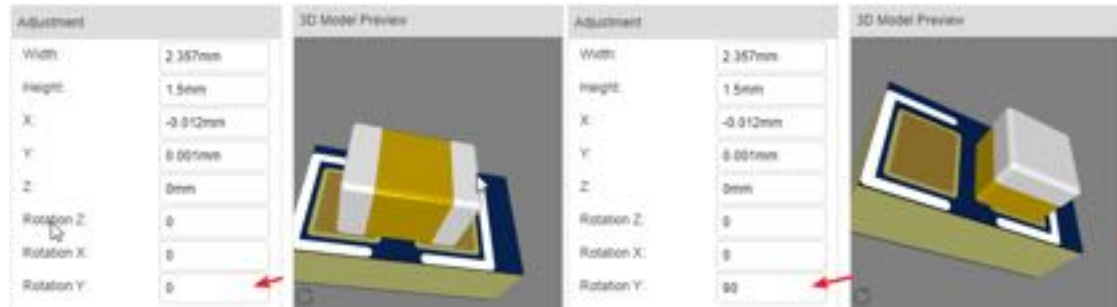 Adjustment
Width: 2.357mm
Height: 1.5mm
X: -0.012mm
Y: 0.001mm
Z: 0mm
Rotation Z: 0
Rotation X: 0
Rotation Y: 0
3D Model Preview
Adjustment
Width: 2.357mm
Height: 1.5mm
X: -0.012mm
Y: 0.001mm
Z: 0mm
Rotation Z: 0
Rotation X: 0
Rotation Y: 90
3D Model Preview